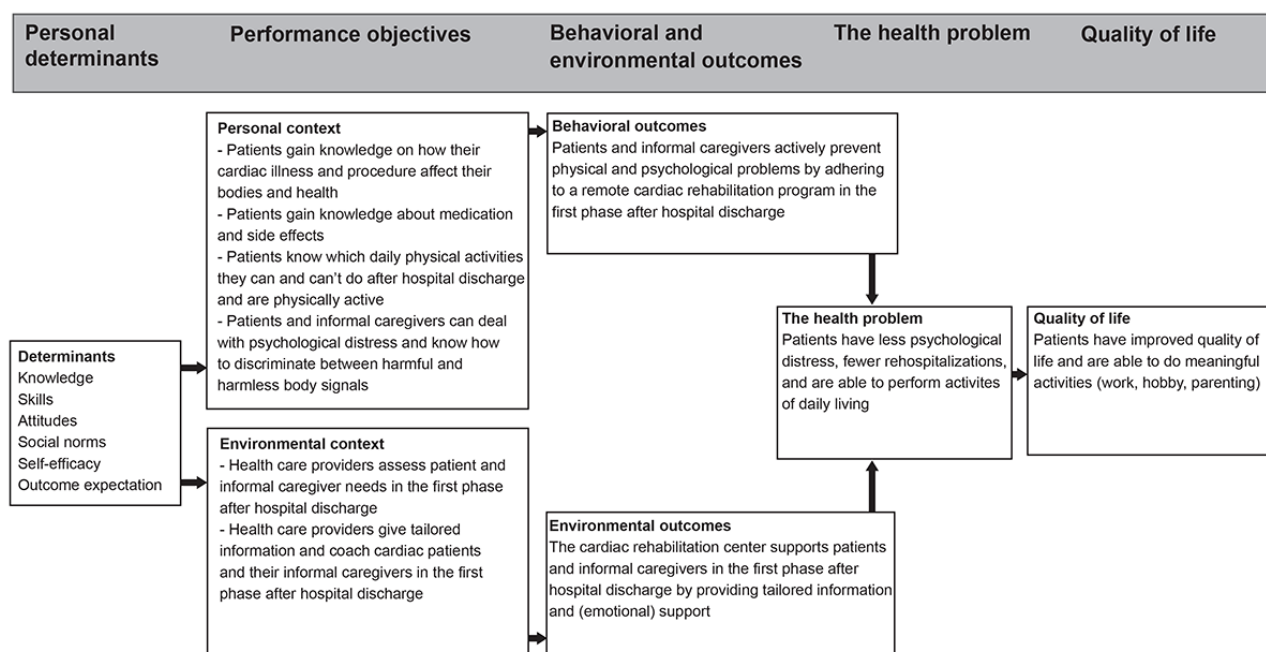 Personal
determinants
Performance objectives
Behavioral and
environmental outcomes
The health problem
Quality of life
Determinants
Knowledge
Skills
Attitudes
Social norms
Self-efficacy
Outcome expectation
Personal context
- Patients gain knowledge on how their
cardiac illness and procedure affect their
bodies and health
- Patients gain knowledge about medication
and side effects
- Patients know which daily physical activities
they can and can't do after hospital discharge
and are physically active
- Patients and informal caregivers can deal
with psychological distress and know how
to discriminate between harmful and
harmless body signals
Environmental context
- Health care providers assess patient and
informal caregiver needs in the first phase
after hospital discharge
- Health care providers give tailored
information and coach cardiac patients
and their informal caregivers in the first
phase after hospital discharge
Behavioral outcomes
Patients and informal caregivers actively prevent
physical and psychological problems by adhering
to a remote cardiac rehabilitation program in the
first phase after hospital discharge
Environmental outcomes
The cardiac rehabilitation center supports patients
and informal caregivers in the first phase after
hospital discharge by providing tailored information
and (emotional) support
The health problem
Patients have less psychological
distress, fewer rehospitalizations,
and are able to perform activites
of daily living
Quality of life
Patients have improved quality of
life and are able to do meaningful
activities (work, hobby, parenting)